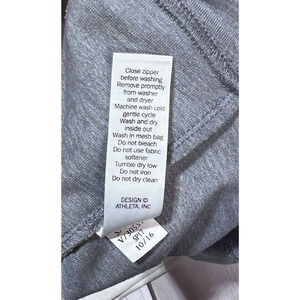 Close zipper
before washing
Remove promptly
from washer
and dryer
Machine wash cold
gentle cycle
Wash and dry
inside out
Wash in mesh bag
Do not bleach
Do not use fabric
softener
Tumble dry low
Do not iron
Do not dry clean
DESIGN ©
ATHLETA, INC
10/16